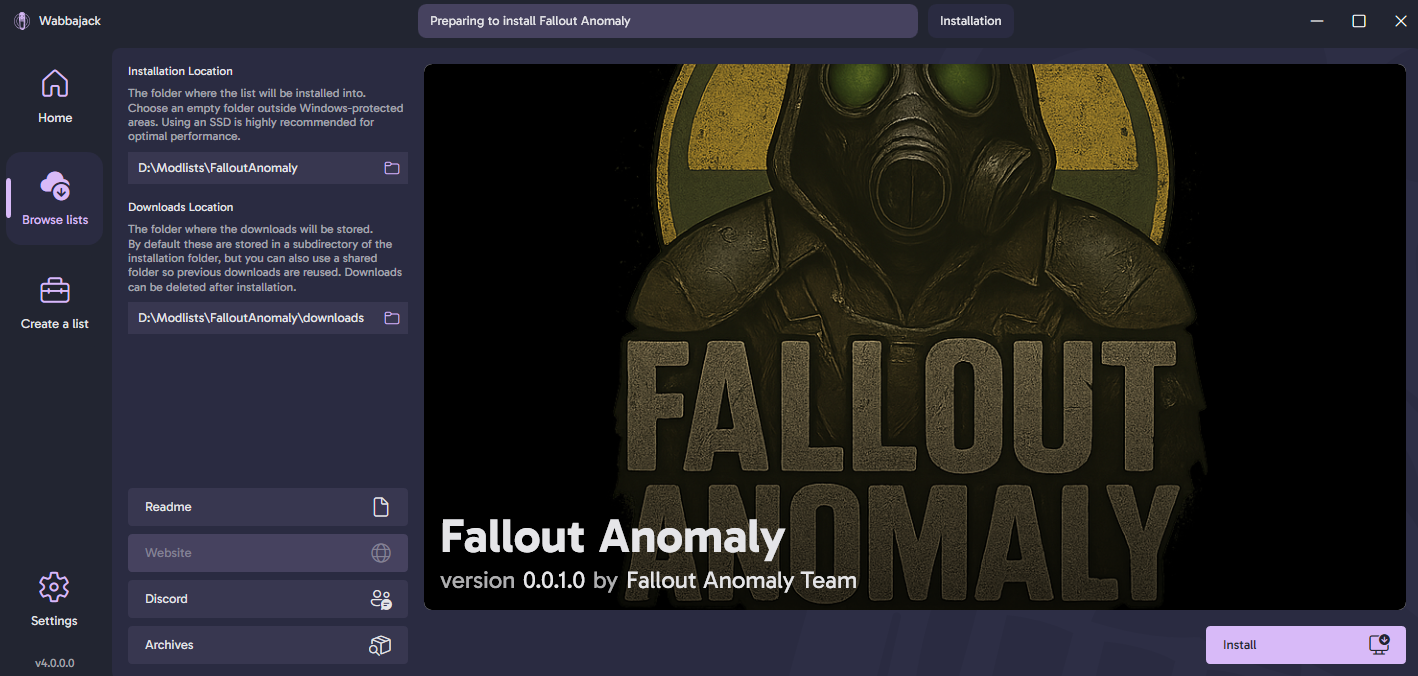 Wabbajack
Preparing to install Fallout Anomaly
Installation
Home
Browse lists
Create a list
Settings
v4.0.0.0
Installation Location
The folder where the list will be installed into.
Choose an empty folder outside Windows-protected
areas. Using an SSD is highly recommended for
optimal performance.
D:\Modlists\FalloutAnomaly
Downloads Location
The folder where the downloads will be stored.
By default these are stored in a subdirectory of the
installation folder, but you can also use a shared
folder so previous downloads are reused. Downloads
can be deleted after installation.
D:\Modlists\FalloutAnomaly\downloads
Readme
Website
Discord
Archives
FALLOUT
ANOMALY
Fallout Anomaly
version 0.0.1.0 by Fallout Anomaly Team
Install